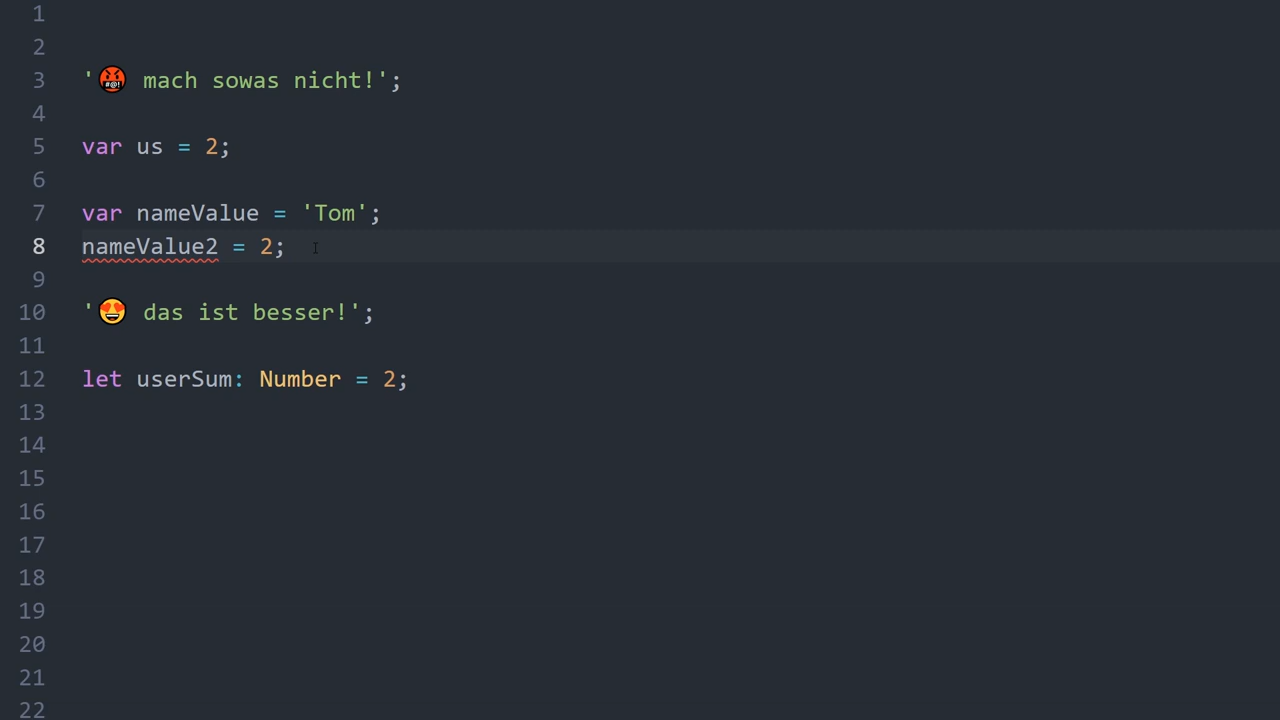 1
2
3 '🤬 mach sowas nicht!';
4
5 var us = 2;
6
7 var nameValue = 'Tom';
8 nameValue2 = 2;
9
10 '😍 das ist besser!';
11
12 let userSum: Number = 2;
13
14
15
16
17
18
19
20
21
22